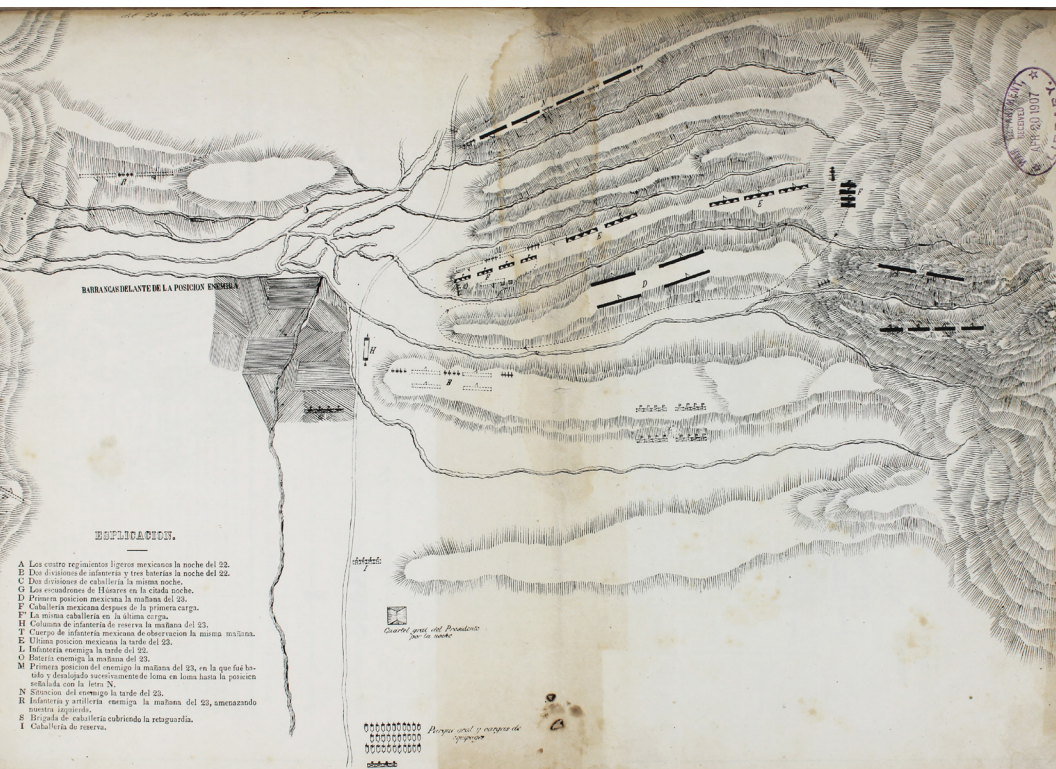 BARRANCAS DELANTE DE LA POSICION ENEMIGA
H
D
E
F
B
I
ESPLICACION.
A Los cuatro regimientos ligeros mexicanos la noche del 22.
B Dos divisiones de infantería y tres baterías la noche del 22.
C Dos divisiones de caballería la misma noche.
G Los escuadrones de Húsares en la citada noche.
D Primera posicion mexicana la mañana del 23.
F Caballería mexicana despues de la primera carga.
F' La misma caballería en la última carga.
H Columna de infantería de reserva la mañana del 23.
T Cuerpo de infantería mexicana de observacion la misma mañana.
E Ultima posicion mexicana la tarde del 23.
L Infantería enemiga la tarde del 22.
O Batería enemiga la mañana del 23.
M Primera posicion del enemigo la mañana del 23, en la que fué ba-
tido y desalojado sucesivamente de loma en loma hasta la posicion
señalada con la letra N.
N Situacion del enemigo la tarde del 23.
R Infantería y artillería enemiga la mañana del 23, amenazando
nuestra izquierda.
S Brigada de caballería cubriendo la retaguardia.
I Caballería de reserva.
Cuartel gral del Presidente
por la noche
Parque gral y cargas de
equipages
WAR DEPARTMENT
RECEIVED
APR 20 1907